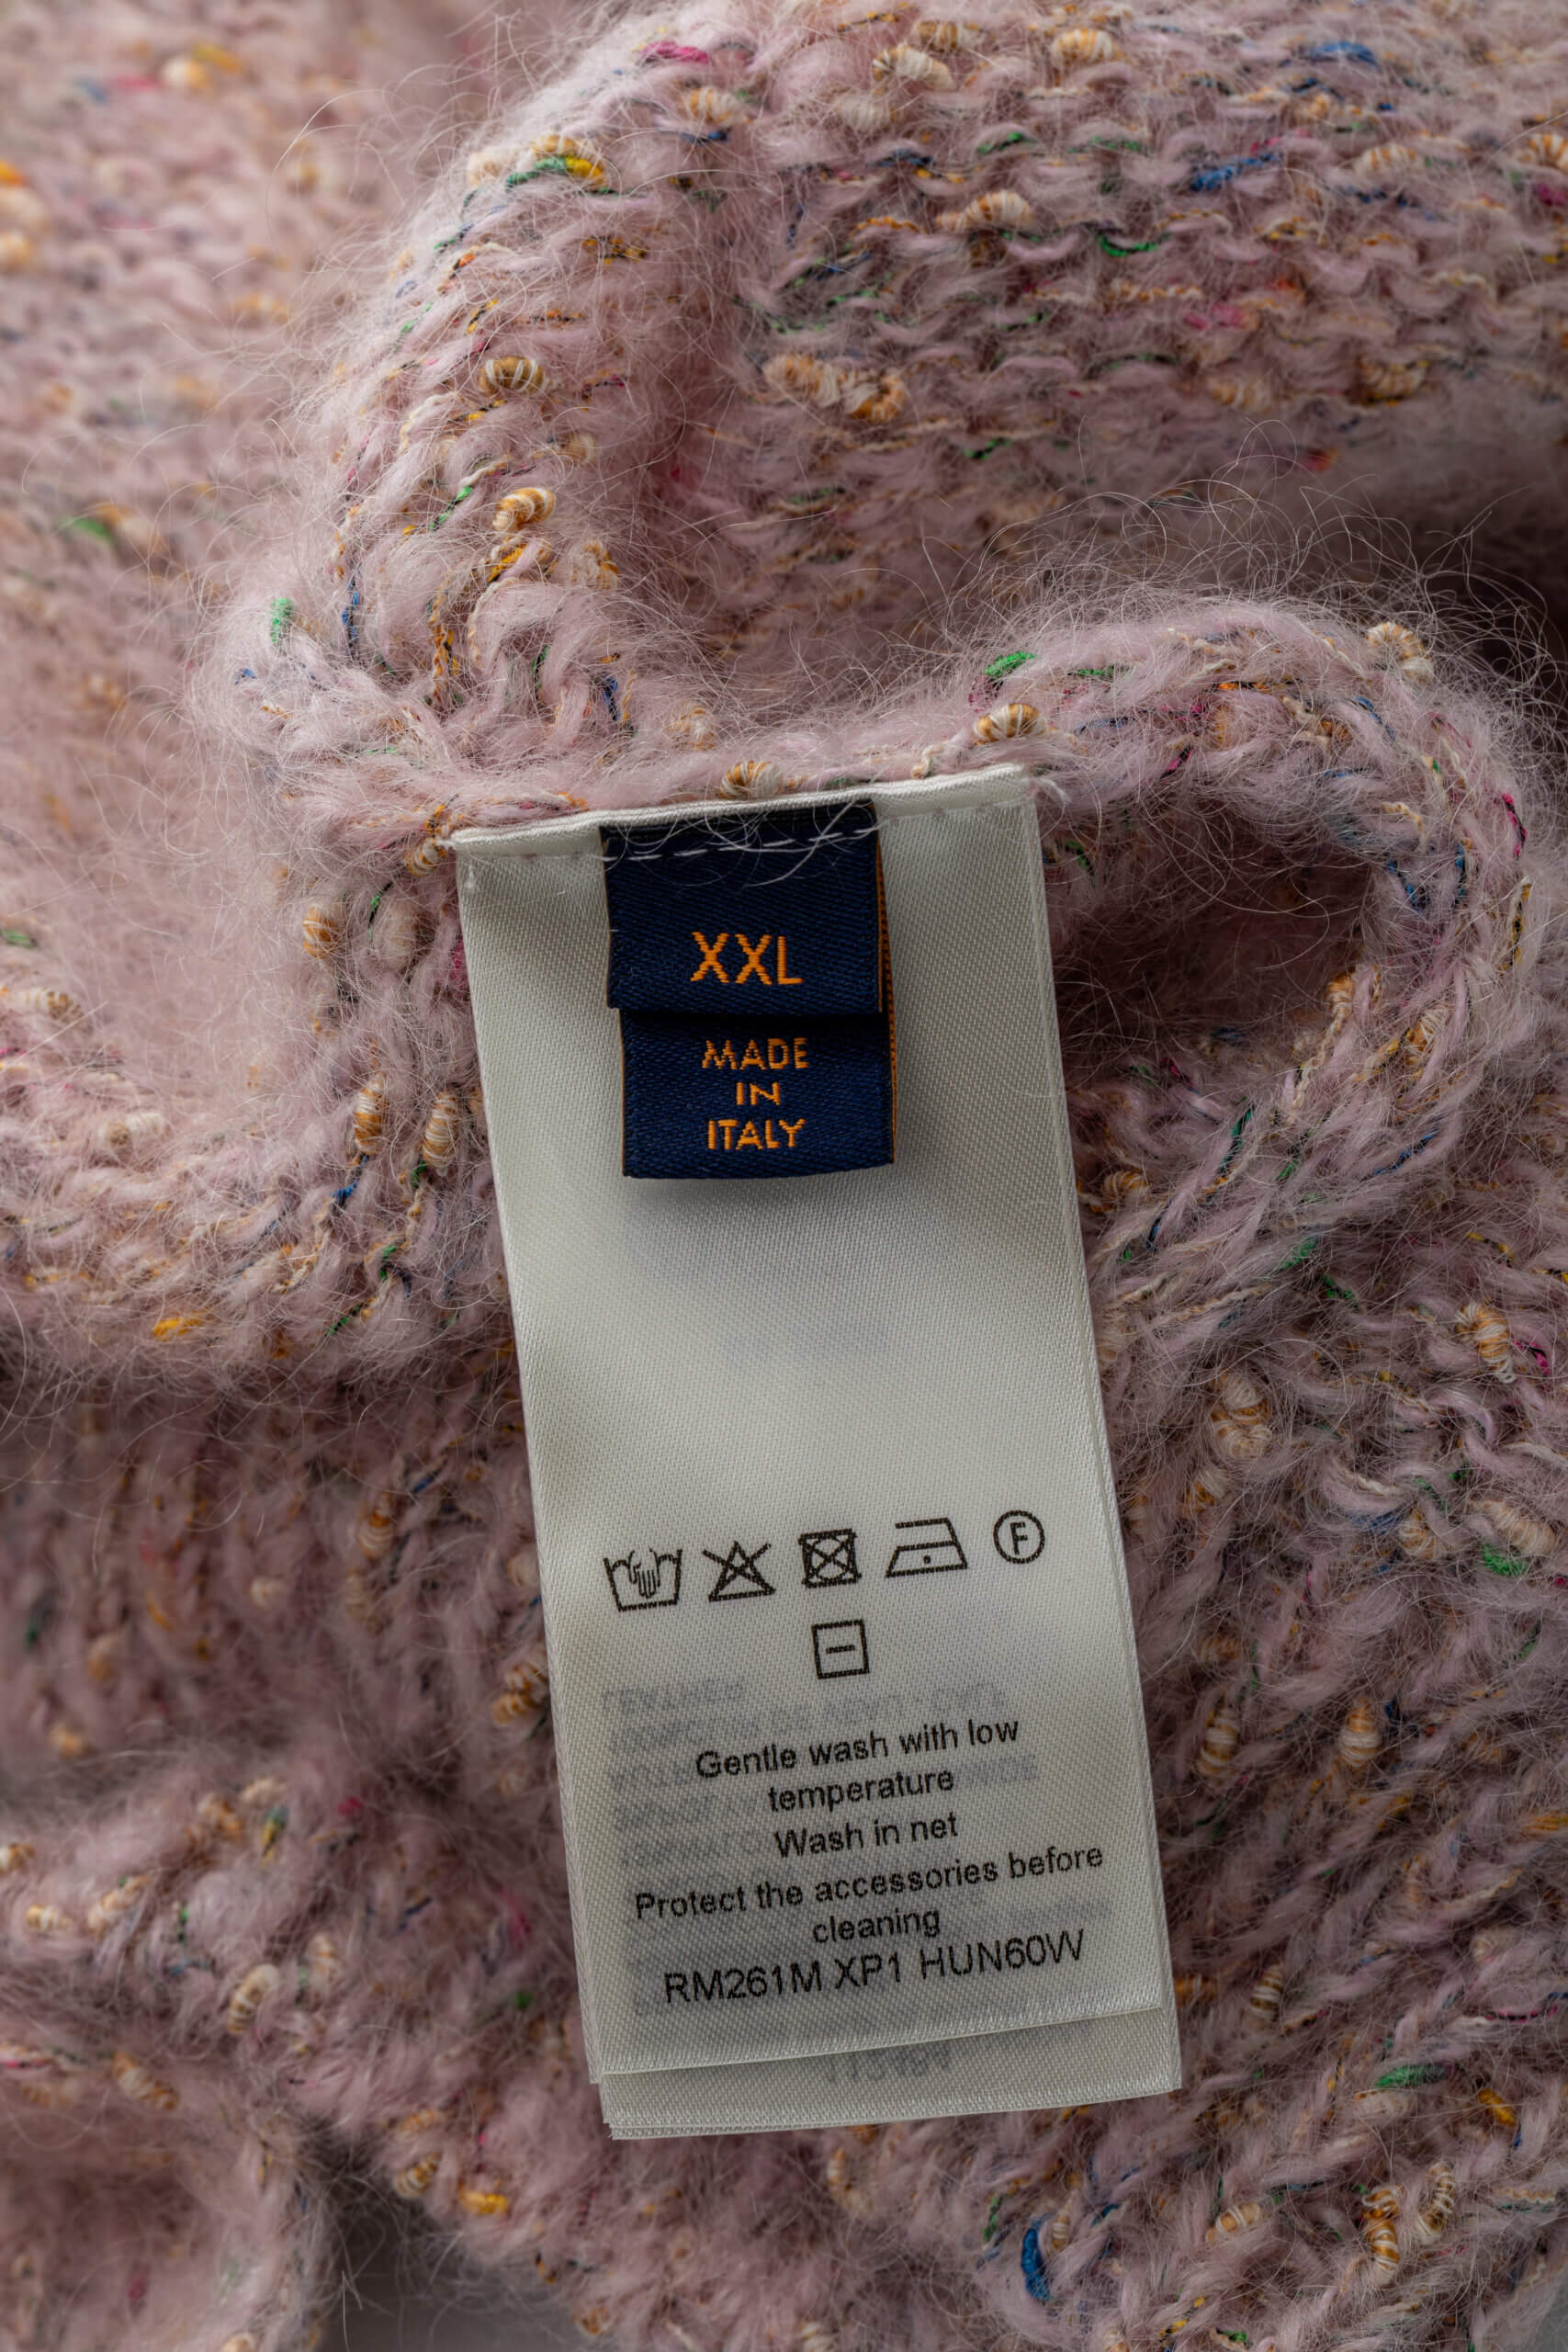 XXL
MADE
IN
ITALY
F
Gentle wash with low
temperature
Wash in net
Protect the accessories before
cleaning
RM261M XP1 HUN60W